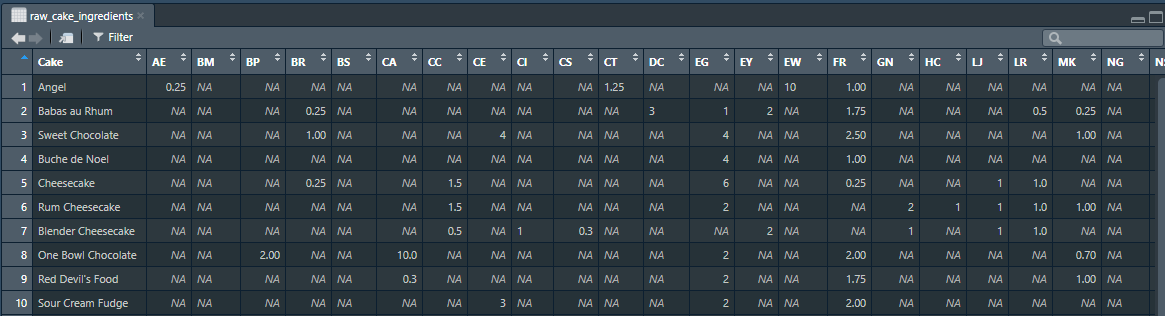 raw_cake_ingredients
Filter
Cake AE BM BP BR BS CA CC CE CI CS CT DC EG EY EW FR GN HC LJ LR MK NG
1 Angel 0.25 NA NA NA NA NA NA NA NA NA 1.25 NA NA NA 10 1.00 NA NA NA NA NA NA
2 Babas au Rhum NA NA NA 0.25 NA NA NA NA NA NA NA 3 1 2 NA 1.75 NA NA NA 0.5 0.25 NA
3 Sweet Chocolate NA NA NA 1.00 NA NA NA 4 NA NA NA NA 4 NA NA 2.50 NA NA NA NA 1.00 NA
4 Buche de Noel NA NA NA NA NA NA NA NA NA NA NA NA 4 NA NA 1.00 NA NA NA NA NA NA
5 Cheesecake NA NA NA 0.25 NA NA 1.5 NA NA NA NA NA 6 NA NA 0.25 NA NA 1 1.0 NA NA
6 Rum Cheesecake NA NA NA NA NA NA 1.5 NA NA NA NA NA 2 NA NA NA 2 1 1 1.0 1.00 NA
7 Blender Cheesecake NA NA NA NA NA NA 0.5 NA 1 0.3 NA NA NA 2 NA NA 1 NA 1 1.0 NA NA
8 One Bowl Chocolate NA NA 2.00 NA NA 10.0 NA NA NA NA NA NA 2 NA NA 2.00 NA NA NA NA 0.70 NA
9 Red Devil's Food NA NA NA NA NA 0.3 NA NA NA NA NA NA 2 NA NA 1.75 NA NA NA NA 1.00 NA
10 Sour Cream Fudge NA NA NA NA NA NA NA 3 NA NA NA NA 2 NA NA 2.00 NA NA NA NA NA NA